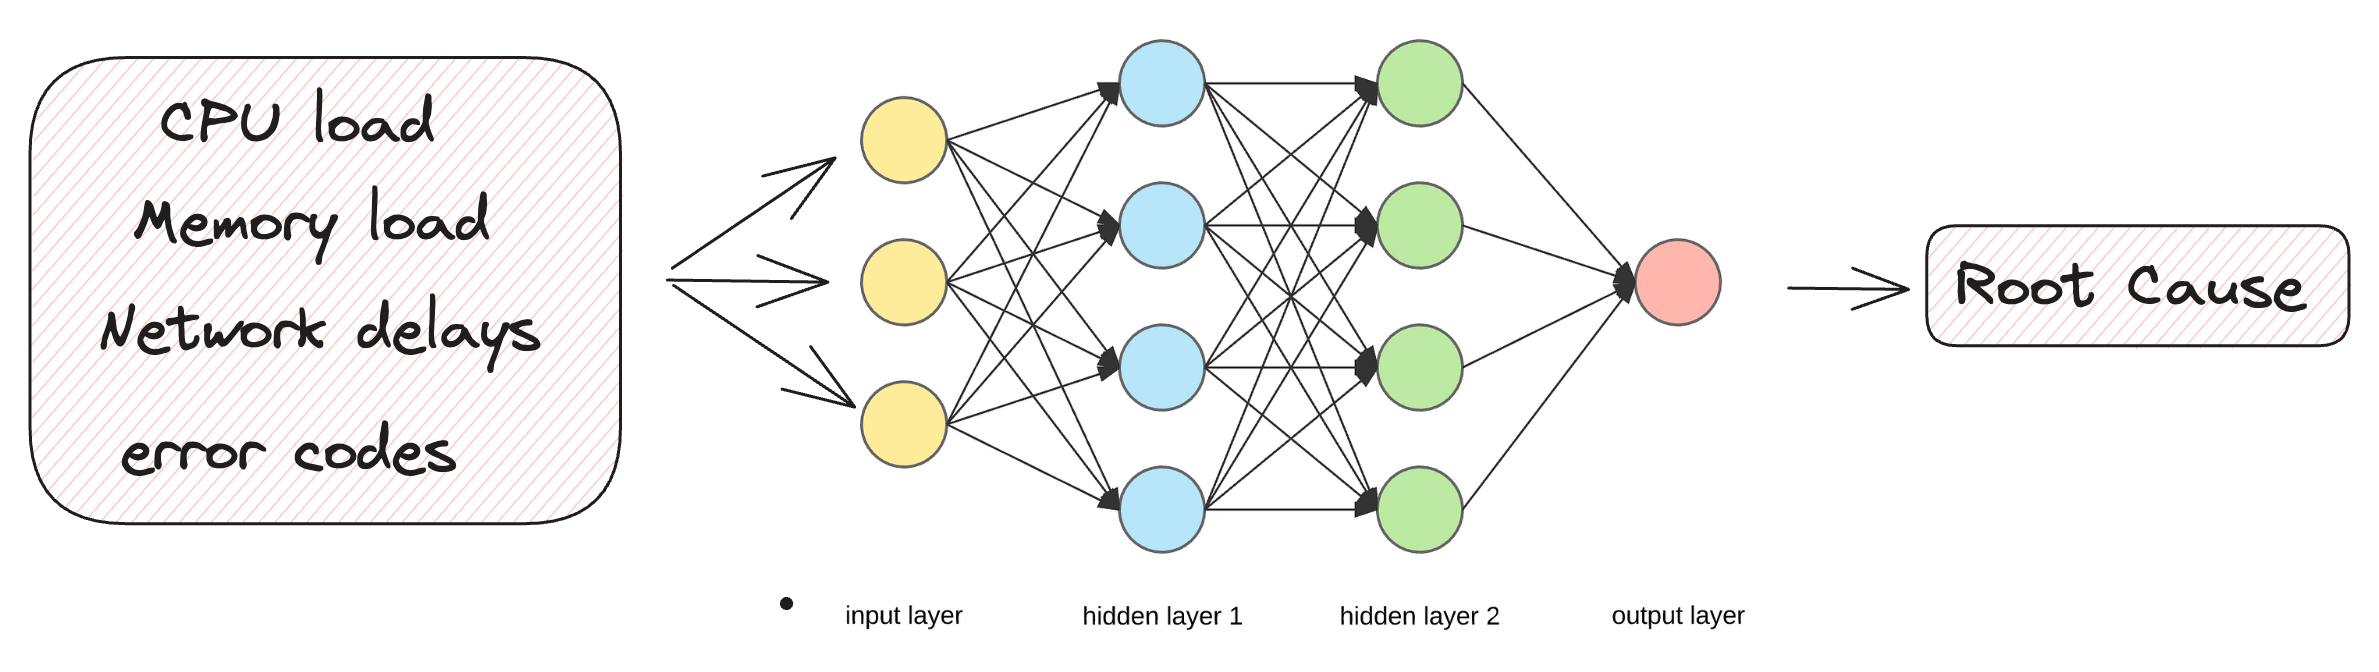 CPU load
Memory load
Network delays
error codes
Root Cause
input layer
hidden layer 1
hidden layer 2
output layer